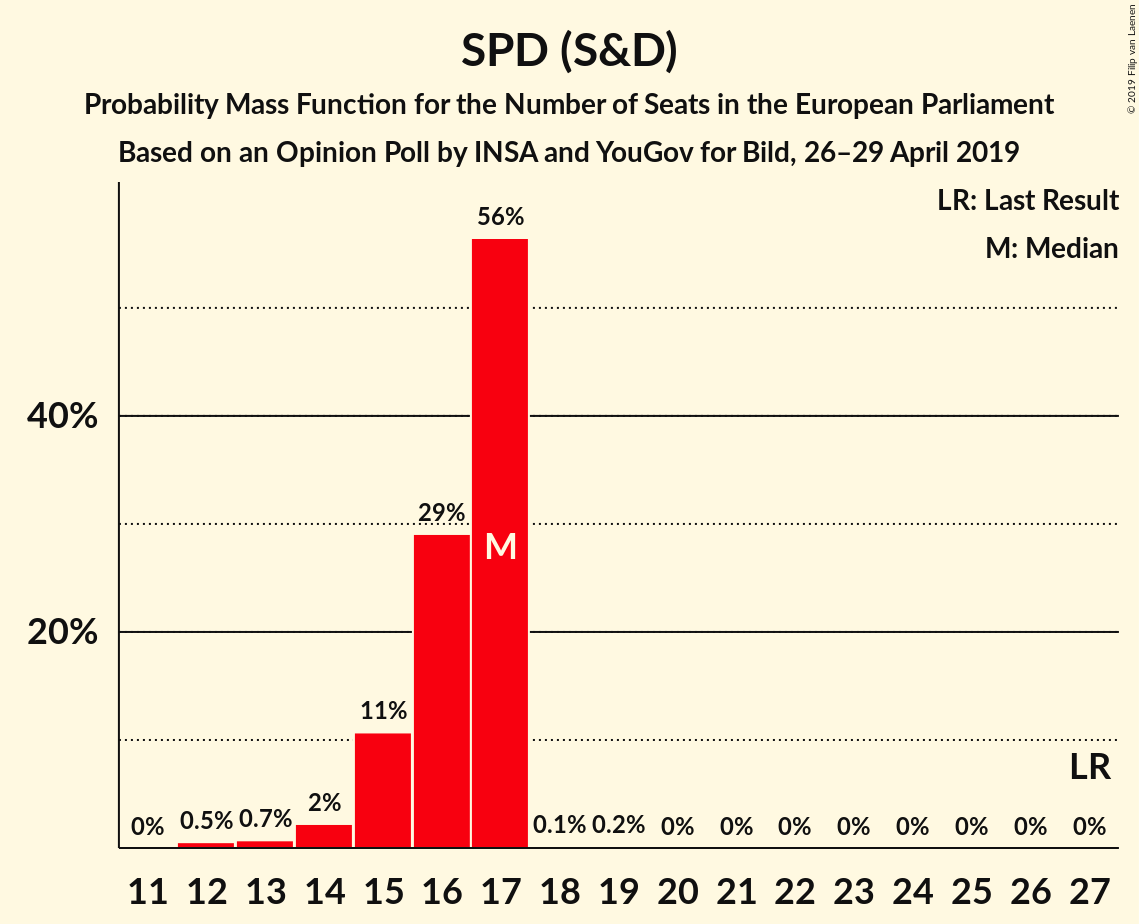 SPD (S&D)
Probability Mass Function for the Number of Seats in the European Parliament
Based on an Opinion Poll by INSA and YouGov for Bild, 26–29 April 2019
© 2019 Filip van Laenen
LR: Last Result
M: Median
56%
40%
29%
M
20%
11%
LR
2%
0%
0.5%
0.7%
0.1%
0.2%
0%
0%
0%
0%
0%
0%
0%
0%
11 12 13 14 15 16 17 18 19 20 21 22 23 24 25 26 27